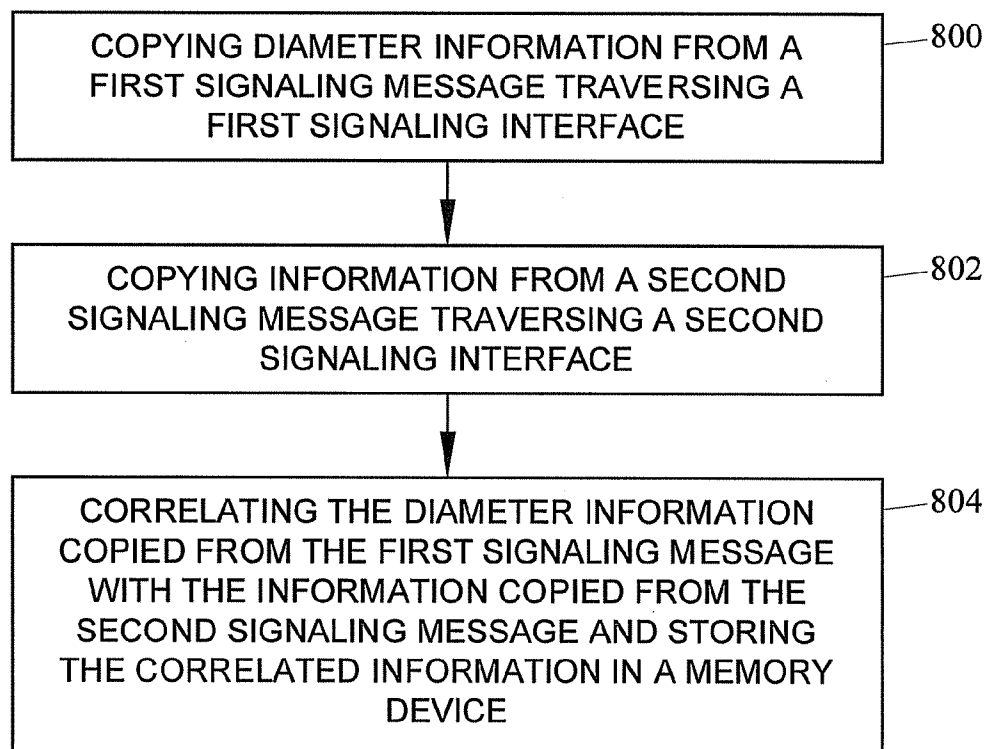 COPYING DIAMETER INFORMATION FROM A
FIRST SIGNALING MESSAGE TRAVERSING A
FIRST SIGNALING INTERFACE
800
COPYING INFORMATION FROM A SECOND
SIGNALING MESSAGE TRAVERSING A SECOND
SIGNALING INTERFACE
802
CORRELATING THE DIAMETER INFORMATION
COPIED FROM THE FIRST SIGNALING MESSAGE
WITH THE INFORMATION COPIED FROM THE
SECOND SIGNALING MESSAGE AND STORING
THE CORRELATED INFORMATION IN A MEMORY
DEVICE
804